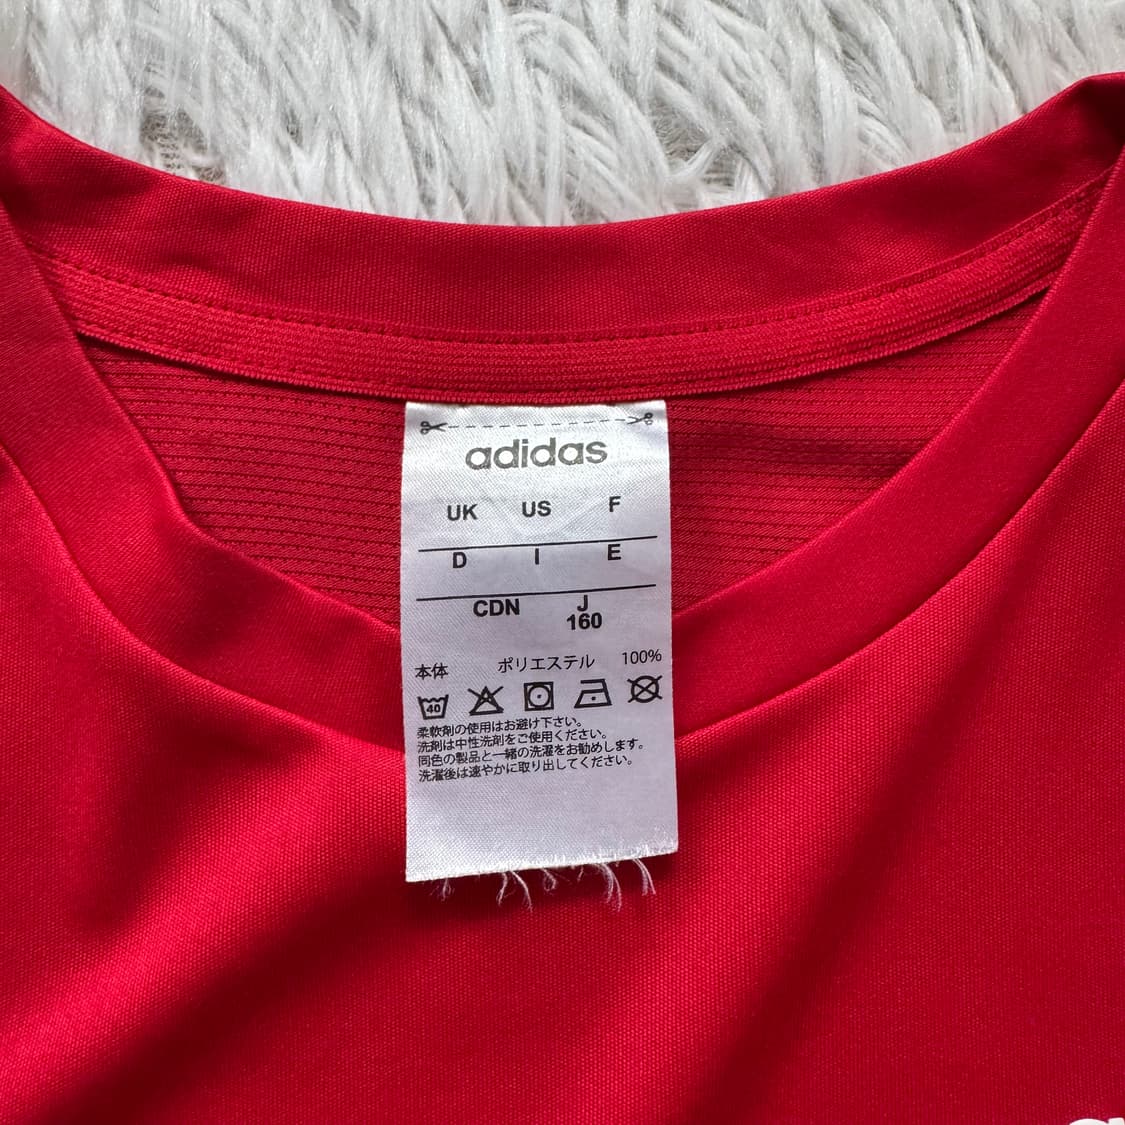 adidas
UK US F
D I E
CDN J
160
本体 ポリエステル 100%
40
柔軟剤の使用はお避け下さい。
洗剤は中性洗剤をご使用ください。
同色の製品と一緒の洗濯をお勧めします。
洗濯後は速やかに取り出してください。